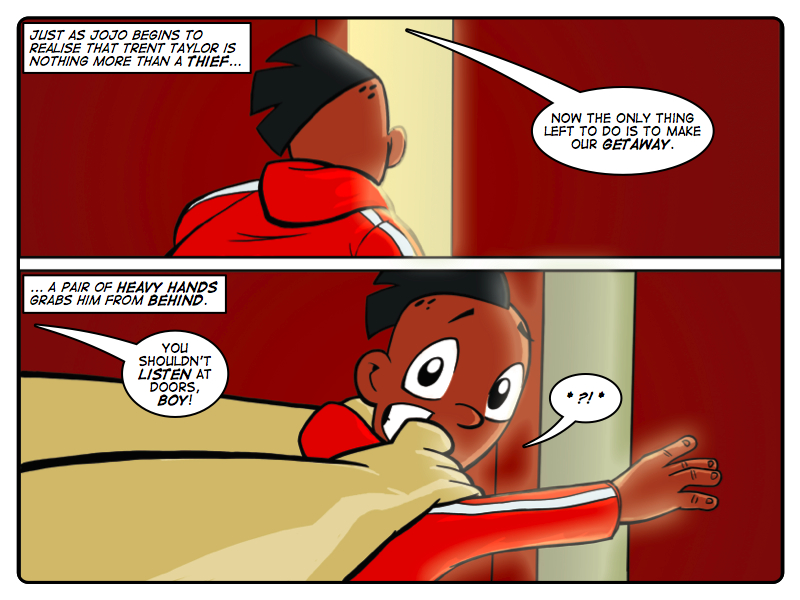 JUST AS JOJO BEGINS TO
REALISE THAT TRENT TAYLOR IS
NOTHING MORE THAN A THIEF...
NOW THE ONLY THING
LEFT TO DO IS TO MAKE
OUR GETAWAY.
... A PAIR OF HEAVY HANDS
GRABS HIM FROM BEHIND.
YOU
SHOULDN'T
LISTEN AT
DOORS,
BOY!
* ?! *